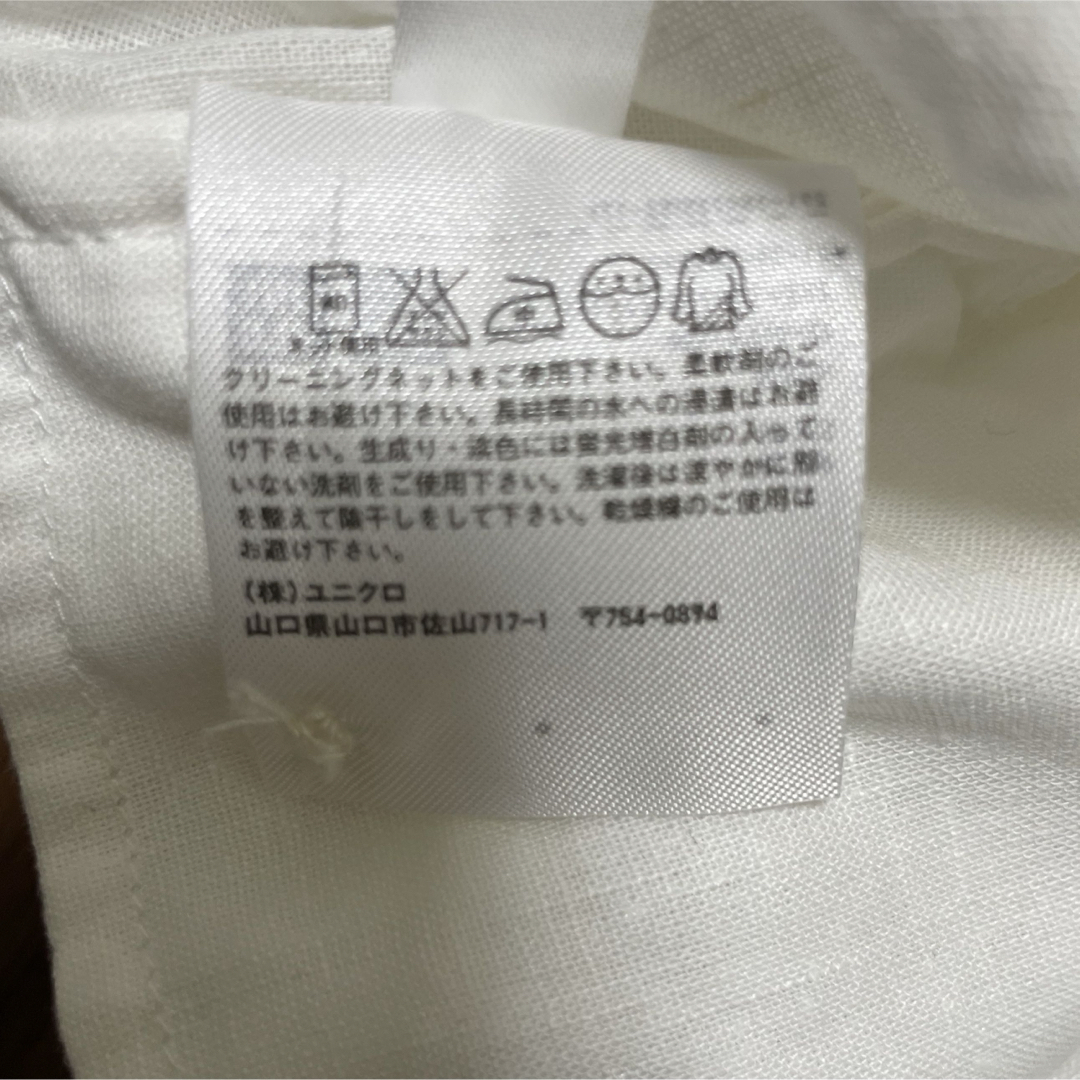 40
ネット使用
クリーニングネットをご使用下さい。柔軟剤のご
使用はお避け下さい。長時間の水への浸漬はお避
け下さい。生成り・淡色には蛍光増白剤の入って
いない洗剤をご使用下さい。洗濯後は速やかに形
を整えて陰干しをして下さい。乾燥機のご使用は
お避け下さい。
(株)ユニクロ
山口県山口市佐山717-1 〒754-0894